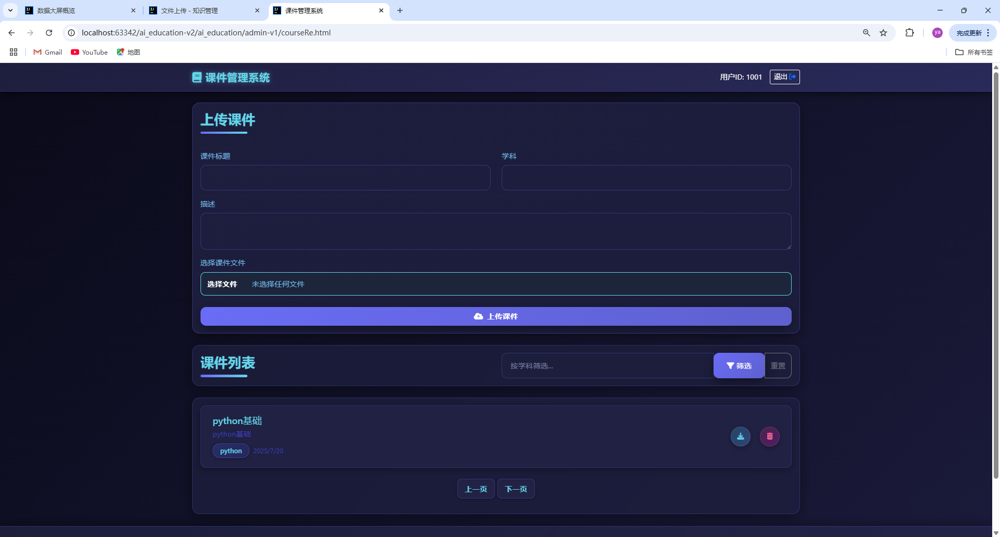 数据大屏概览
文件上传 - 知识管理
课件管理系统
localhost:63342/ai_education-v2/ai_education/admin-v1/courseRe.html
ya
完成更新
Gmail
YouTube
地图
所有书签
课件管理系统
用户ID: 1001
退出
上传课件
课件标题
学科
描述
选择课件文件
选择文件 未选择任何文件
上传课件
课件列表
按学科筛选...
筛选
重置
python基础
python基础
python 2025/7/20
上一页 下一页